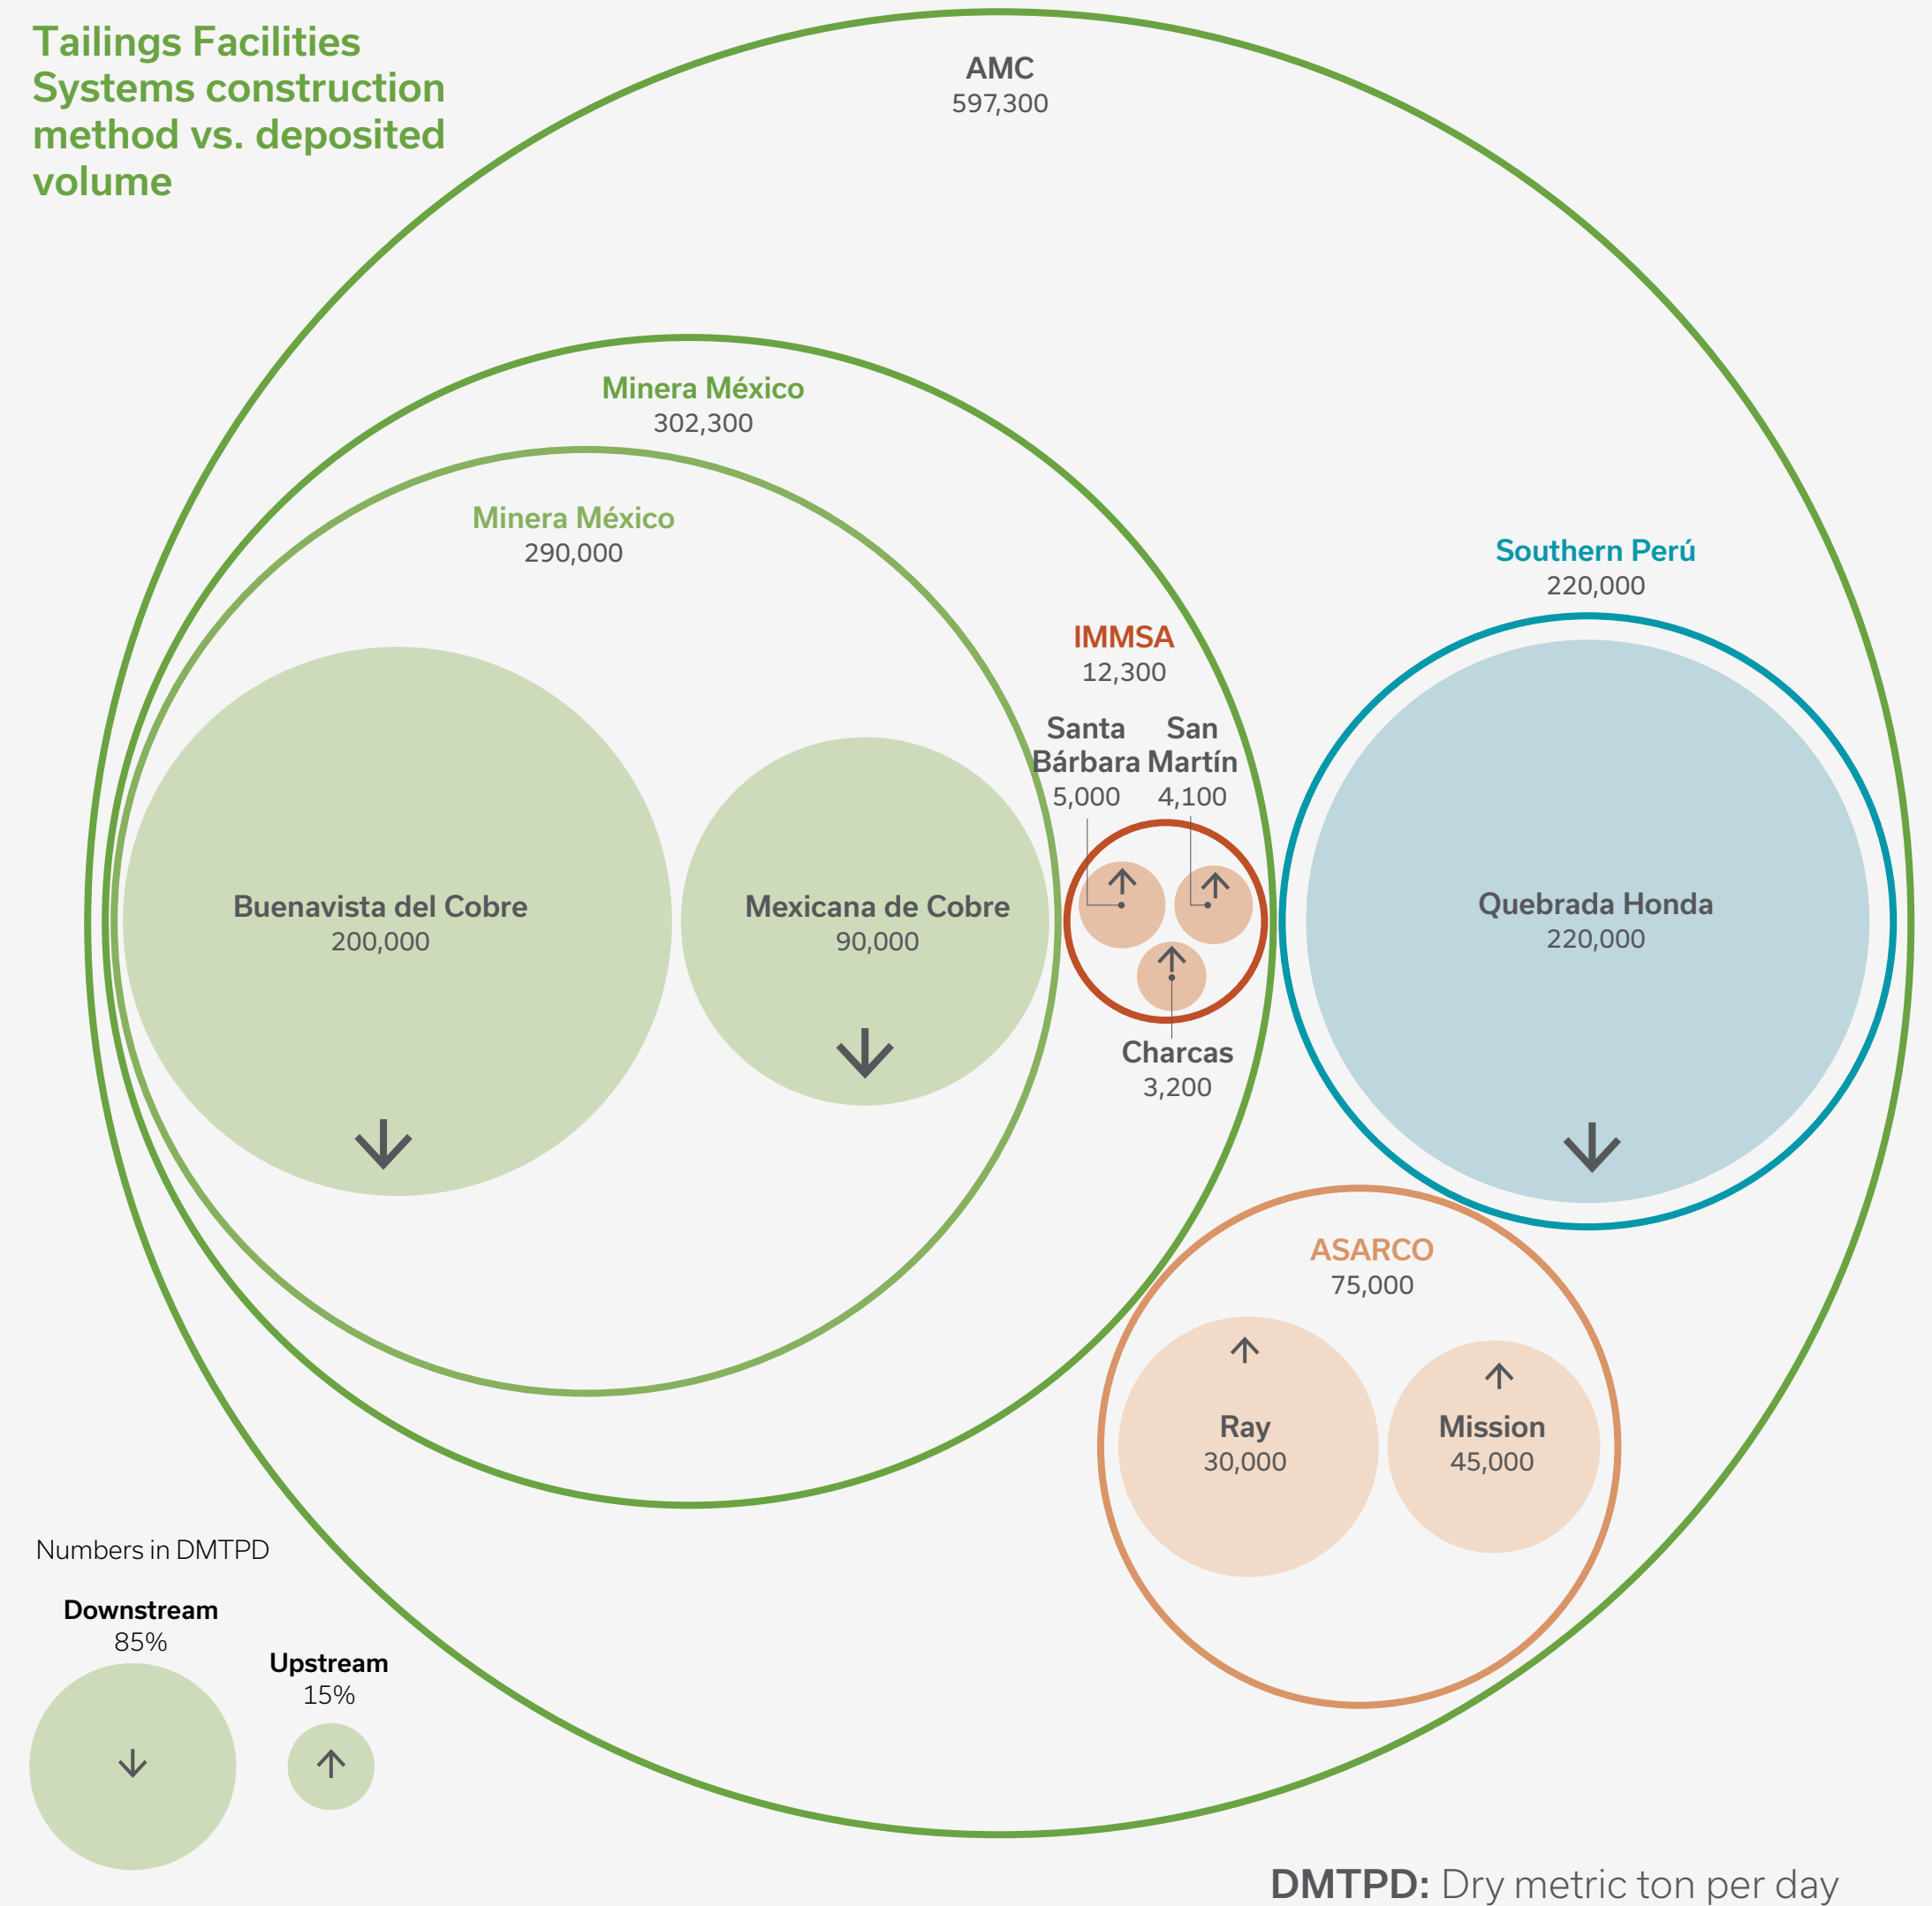 Tailings Facilities
Systems construction
method vs. deposited
volume
AMC
597,300
Minera México
302,300
Minera México
290,000
Southern Perú
220,000
IMMSA
12,300
Santa
Bárbara
5,000
San
Martín
4,100
Buenavista del Cobre
200,000
Mexicana de Cobre
90,000
Quebrada Honda
220,000
Charcas
3,200
ASARCO
75,000
Ray
30,000
Mission
45,000
Numbers in DMTPD
Downstream
85%
Upstream
15%
DMTPD: Dry metric ton per day